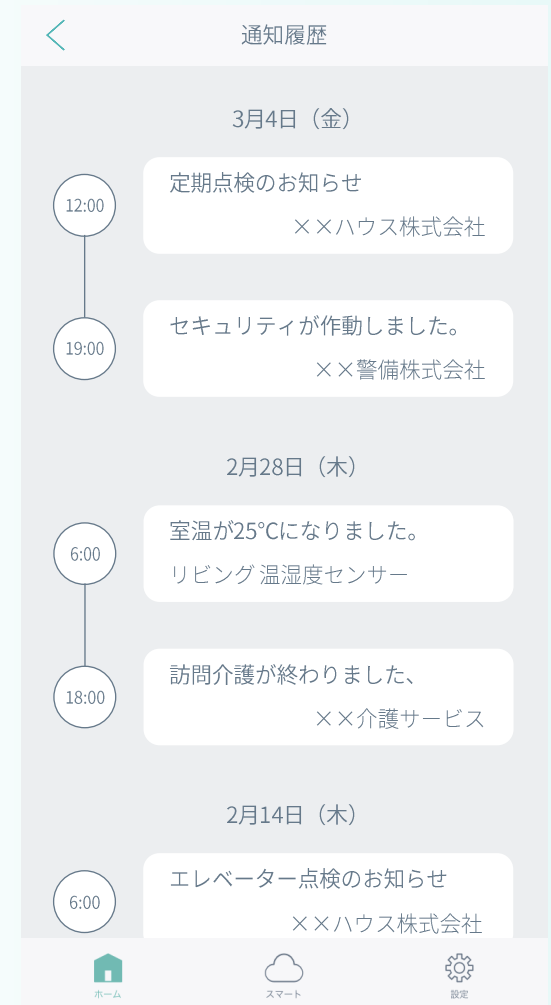 通知履歴
3月4日（金）
12:00
定期点検のお知らせ
××ハウス株式会社
19:00
セキュリティが作動しました。
××警備株式会社
2月28日（木）
6:00
室温が25℃になりました。
リビング 温湿度センサー
18:00
訪問介護が終わりました、
××介護サービス
2月14日（木）
6:00
エレベーター点検のお知らせ
××ハウス株式会社
ホーム
スマート
設定